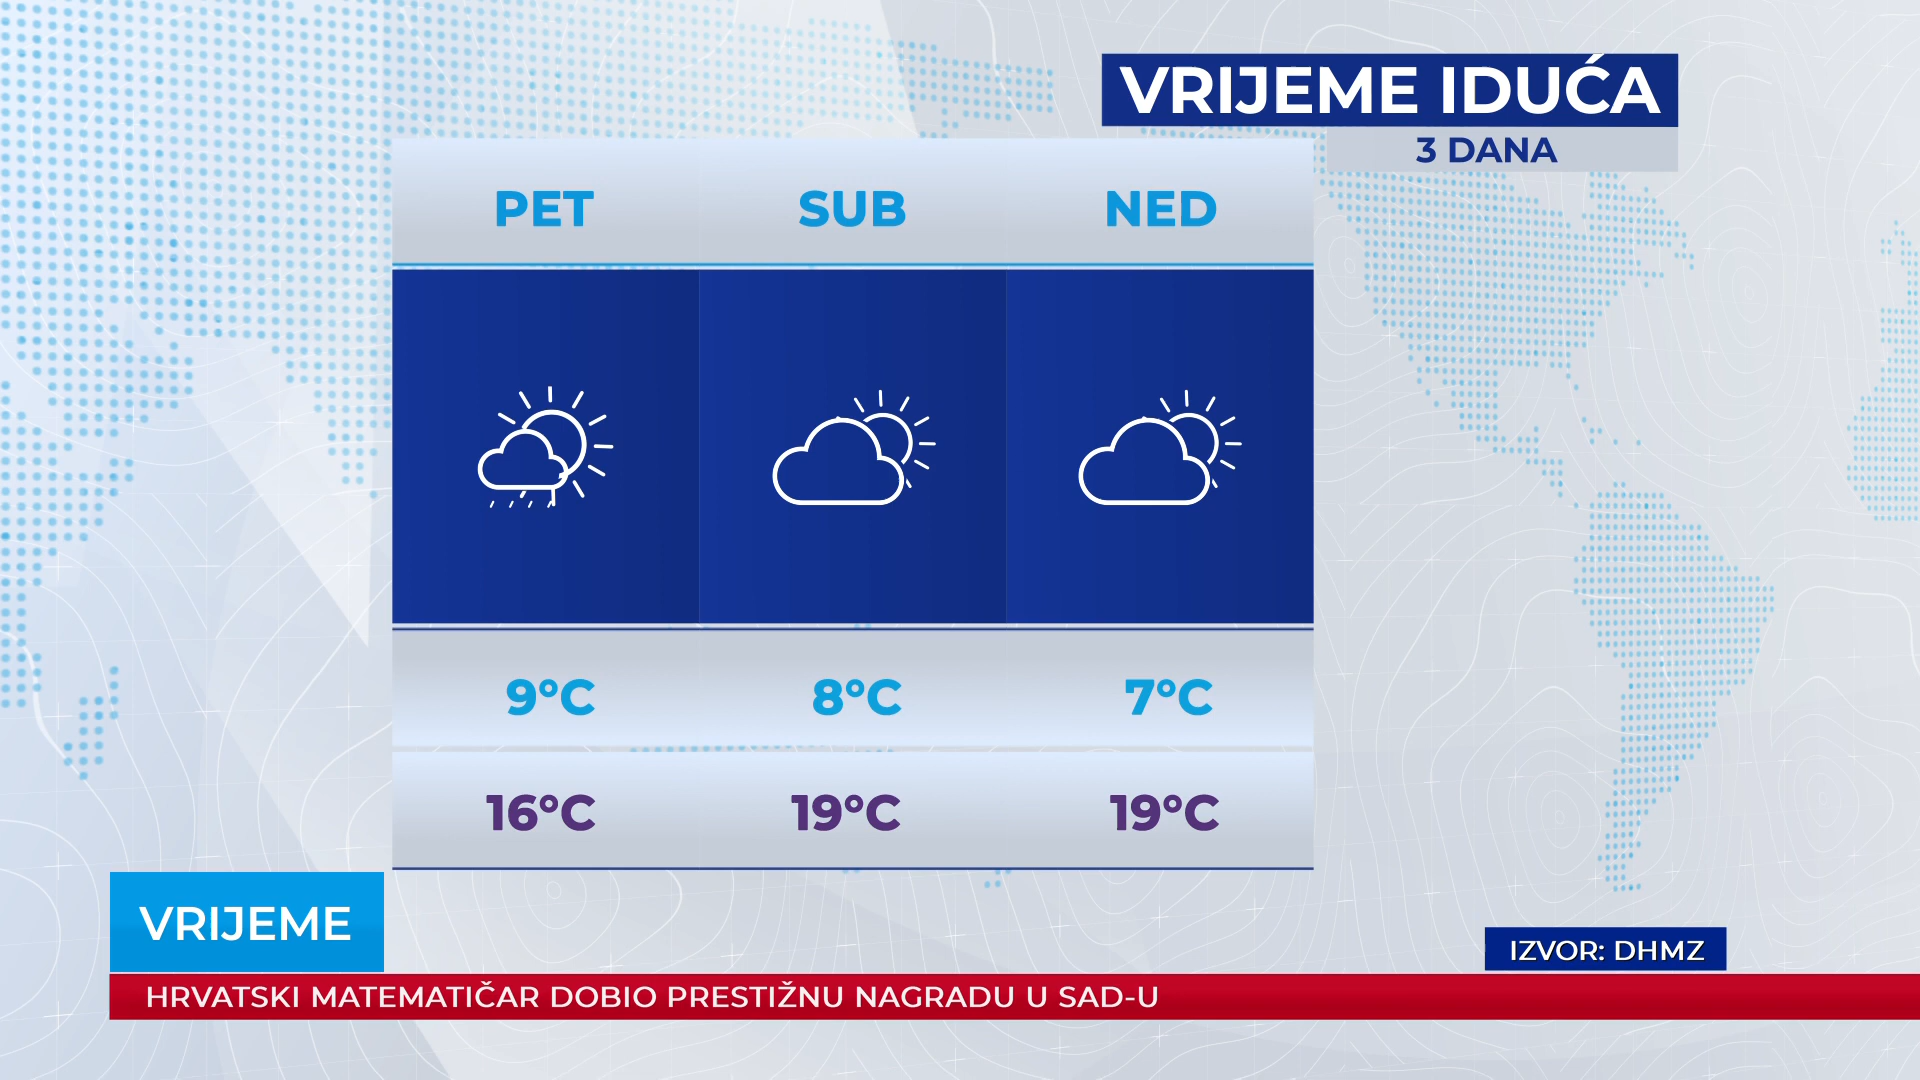 VRIJEME IDUĆA
3 DANA
PET SUB NED
9°C 8°C 7°C
16°C 19°C 19°C
VRIJEME
IZVOR: DHMZ
HRVATSKI MATEMATIČAR DOBIO PRESTIŽNU NAGRADU U SAD-U